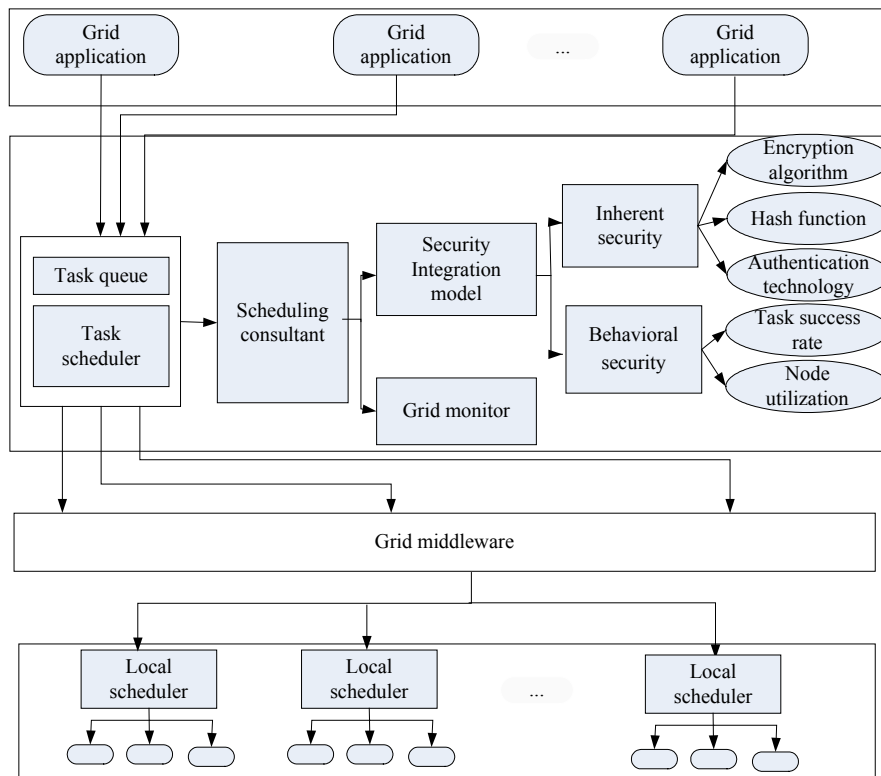 Grid
application
Grid
application
...
Grid
application
Encryption
algorithm
Hash function
Authentication
technology
Inherent
security
Security
Integration
model
Task queue
Task
scheduler
Scheduling
consultant
Behavioral
security
Task success
rate
Node
utilization
Grid monitor
Grid middleware
Local
scheduler
Local
scheduler
...
Local
scheduler